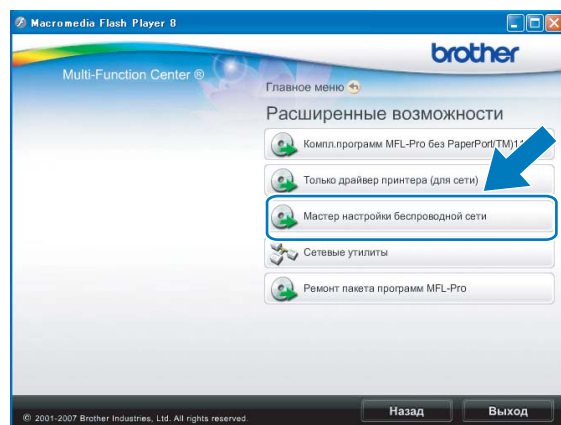 Macromedia Flash Player 8
brother
Multi-Function Center ®
Главное меню
Расширенные возможности
Компл.программ MFL-Pro без PaperPort(TM)11
Только драйвер принтера (для сети)
Мастер настройки беспроводной сети
Сетевые утилиты
Ремонт пакета программ MFL-Pro
© 2001-2007 Brother Industries, Ltd. All rights reserved.
Назад
Выход